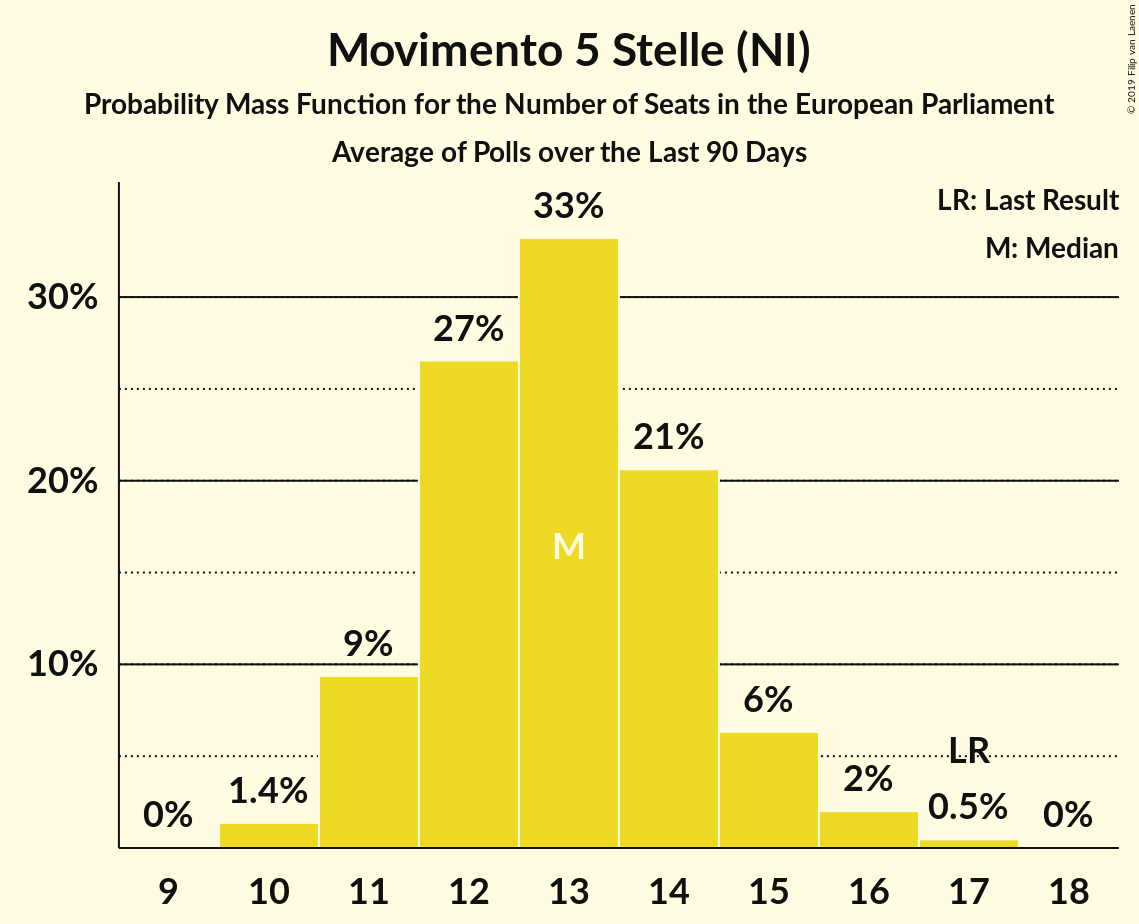 Movimento 5 Stelle (NI)
Probability Mass Function for the Number of Seats in the European Parliament
Average of Polls over the Last 90 Days
© 2019 Filip van Laenen
LR: Last Result
M: Median
33%
30%
27%
21%
20%
M
9%
10%
6%
LR
2%
1.4%
0.5%
0%
0%
9 10 11 12 13 14 15 16 17 18